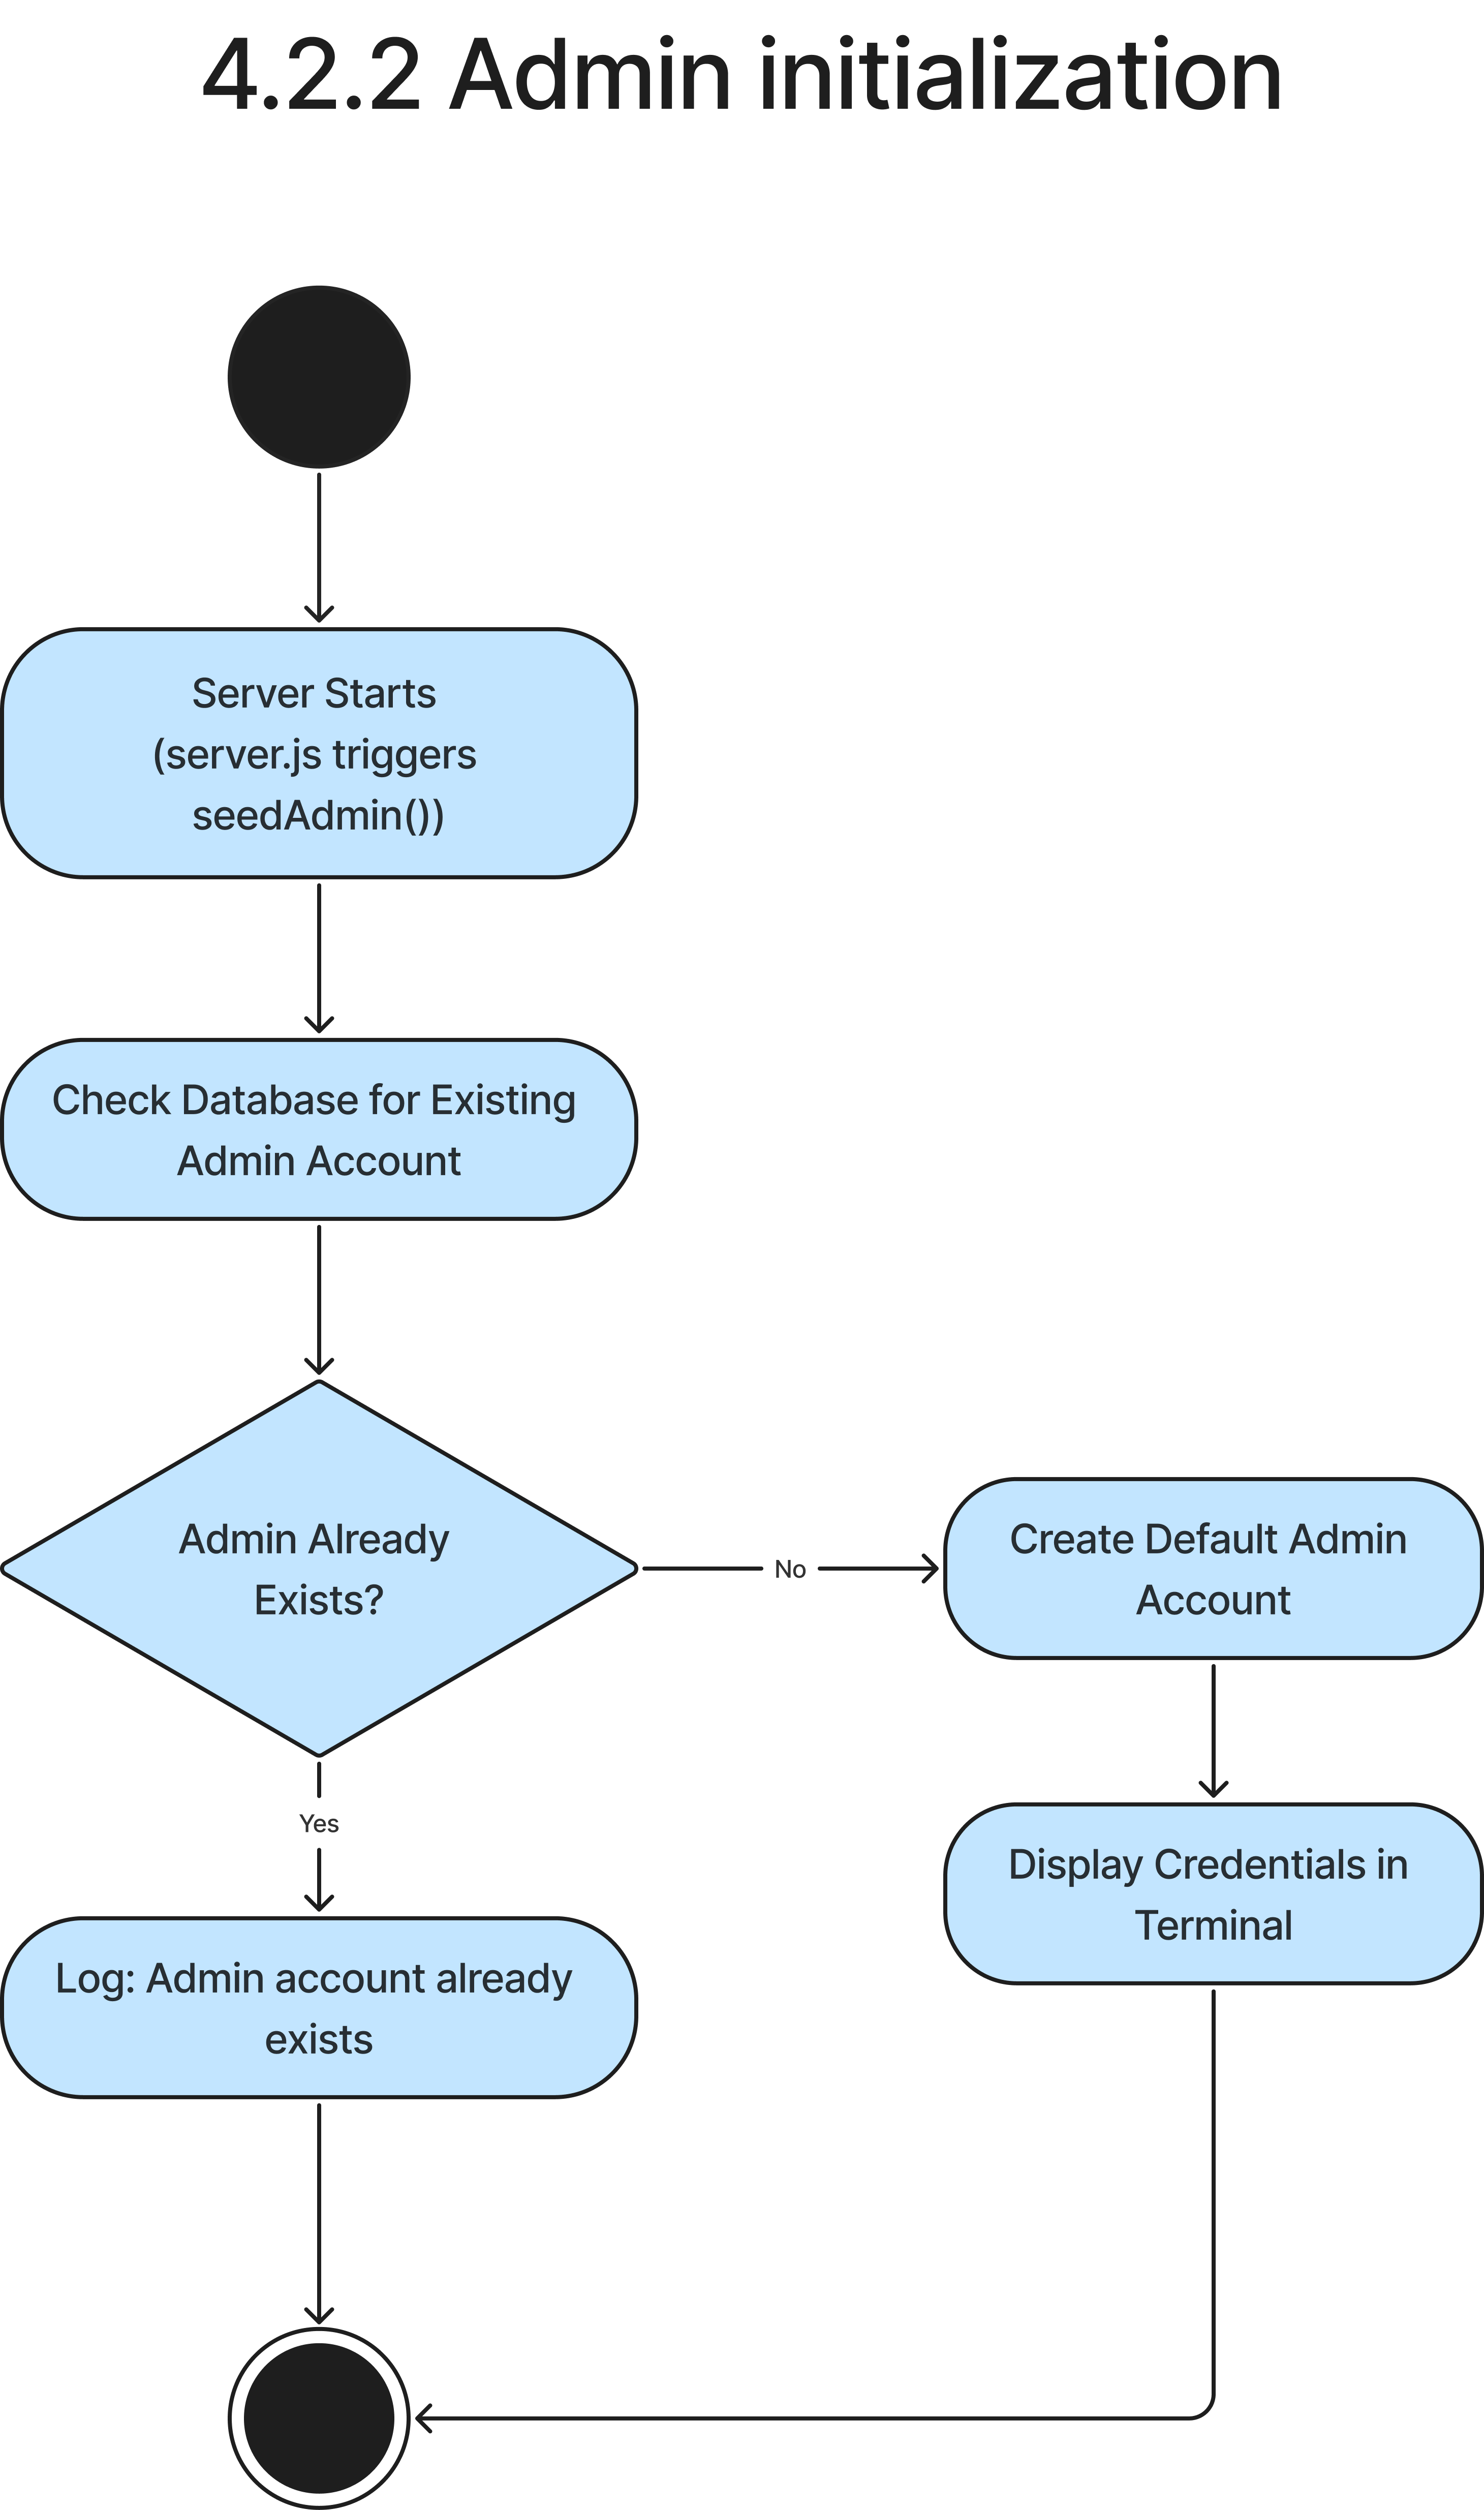 4.2.2 Admin initialization
Server Starts
(server.js triggers
seedAdmin())
Check Database for Existing
Admin Account
Admin Already
Exists?
No
Create Default Admin
Account
Yes
Display Credentials in
Terminal
Log: Admin account already
exists